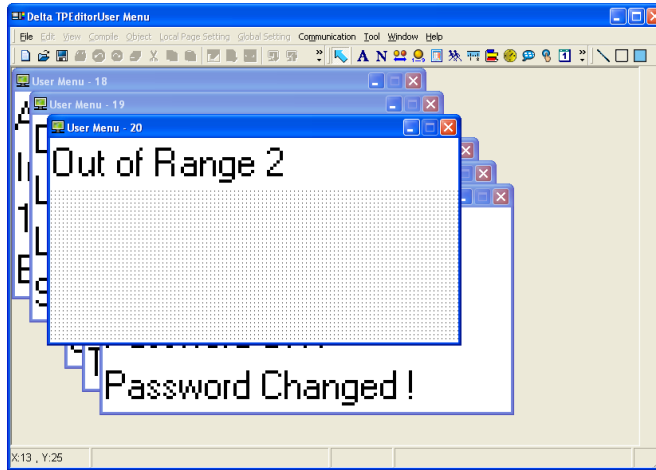 Delta TPEditorUser Menu
File Edit View Compile Object Local Page Setting Global Setting Communication Tool Window Help
A N
User Menu - 18
User Menu - 19
User Menu - 20
Out of Range 2
Password Changed !
X:13 , Y:25